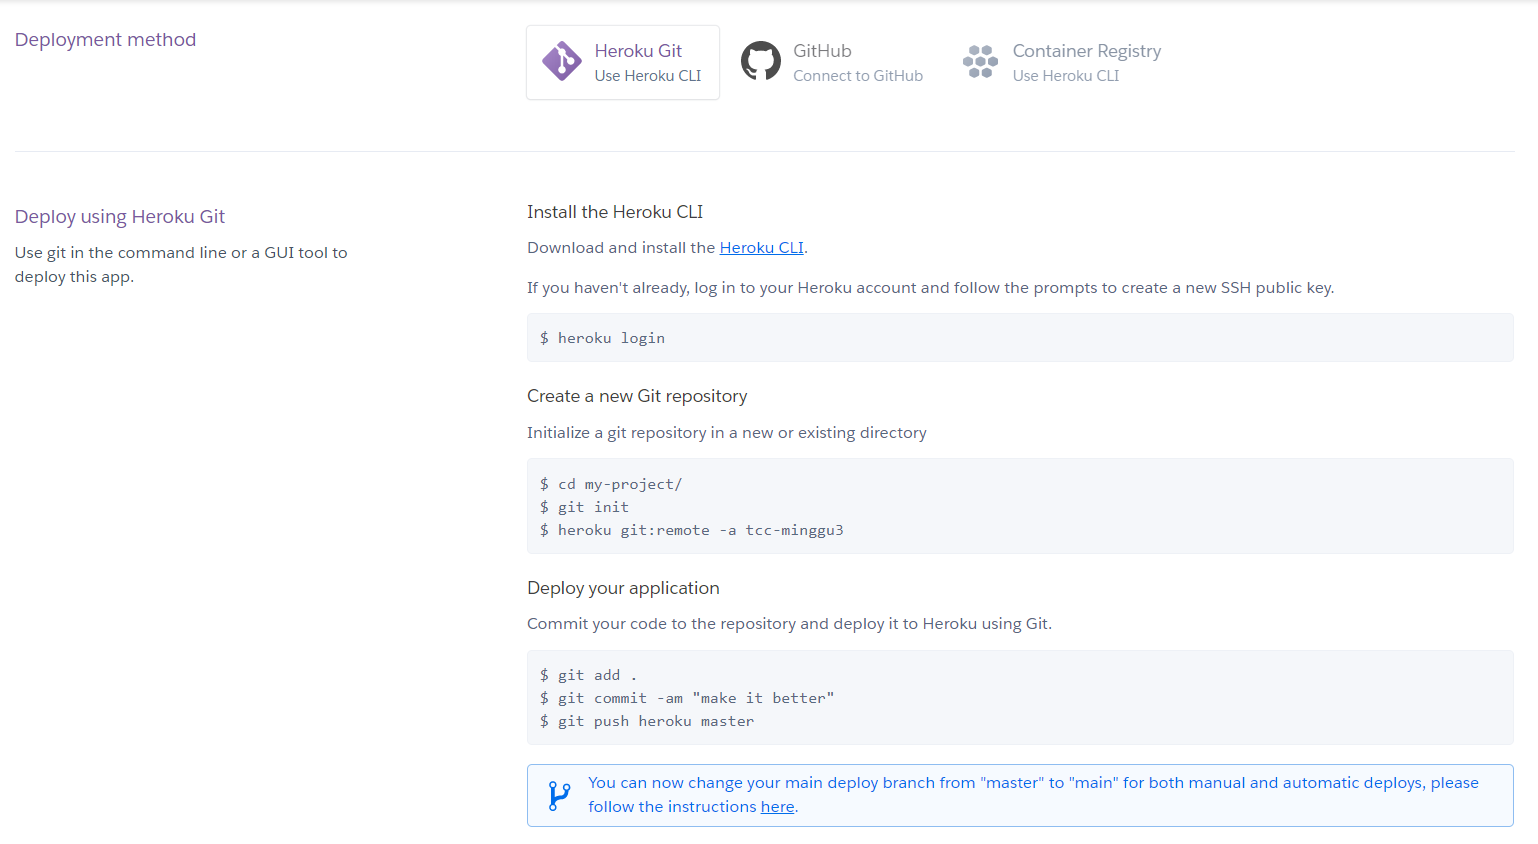 Deployment method
Heroku Git
Use Heroku CLI
GitHub
Connect to GitHub
Container Registry
Use Heroku CLI
Deploy using Heroku Git
Use git in the command line or a GUI tool to
deploy this app.
Install the Heroku CLI
Download and install the Heroku CLI.
If you haven't already, log in to your Heroku account and follow the prompts to create a new SSH public key.
$ heroku login
Create a new Git repository
Initialize a git repository in a new or existing directory
$ cd my-project/
$ git init
$ heroku git:remote -a tcc-minggu3
Deploy your application
Commit your code to the repository and deploy it to Heroku using Git.
$ git add .
$ git commit -am "make it better"
$ git push heroku master
You can now change your main deploy branch from "master" to "main" for both manual and automatic deploys, please
follow the instructions here.